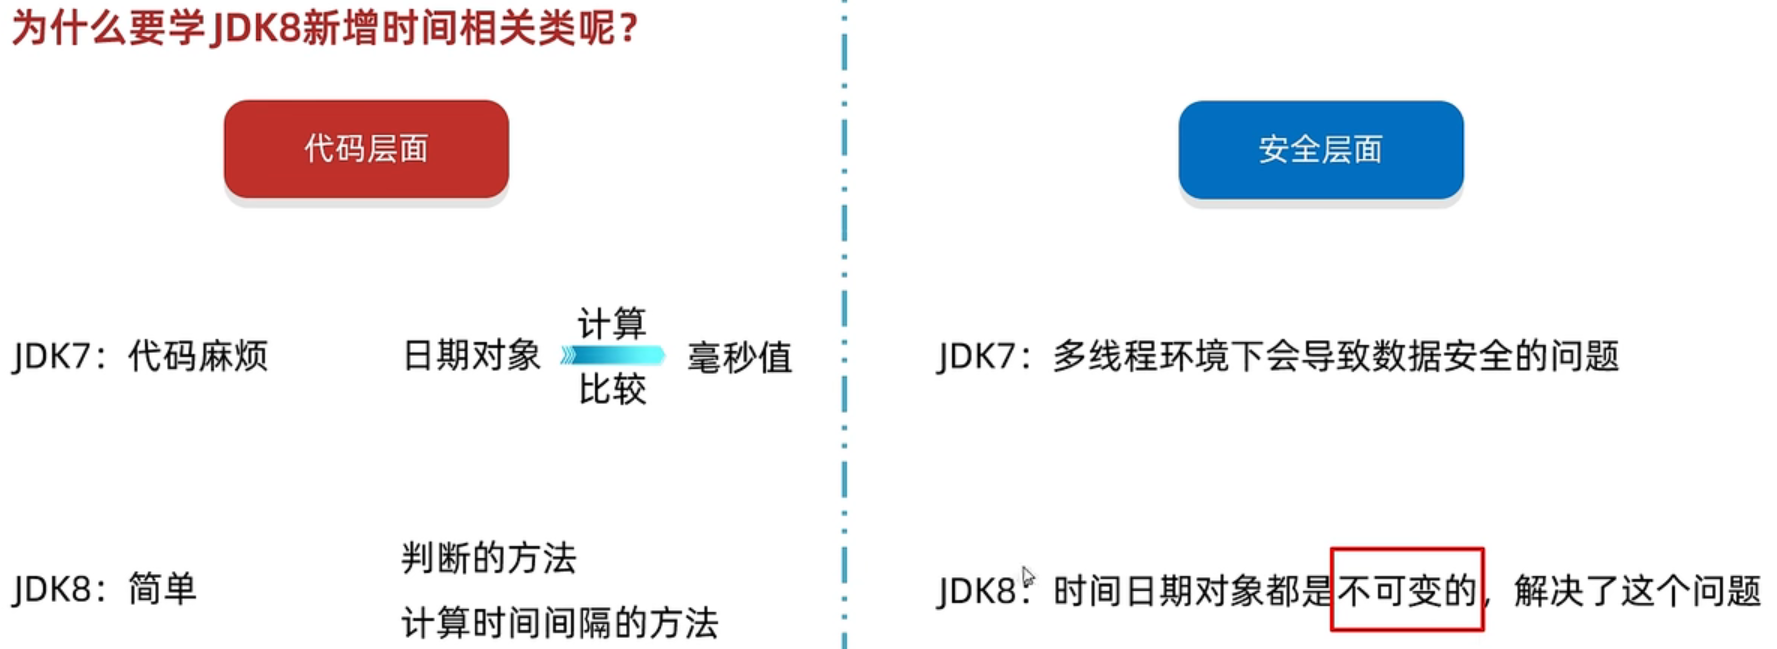 为什么要学JDK8新增时间相关类呢？
代码层面
JDK7：代码麻烦
日期对象
计算
比较
毫秒值
JDK8：简单
判断的方法
计算时间间隔的方法
安全层面
JDK7：多线程环境下会导致数据安全的问题
JDK8：时间日期对象都是不可变的，解决了这个问题